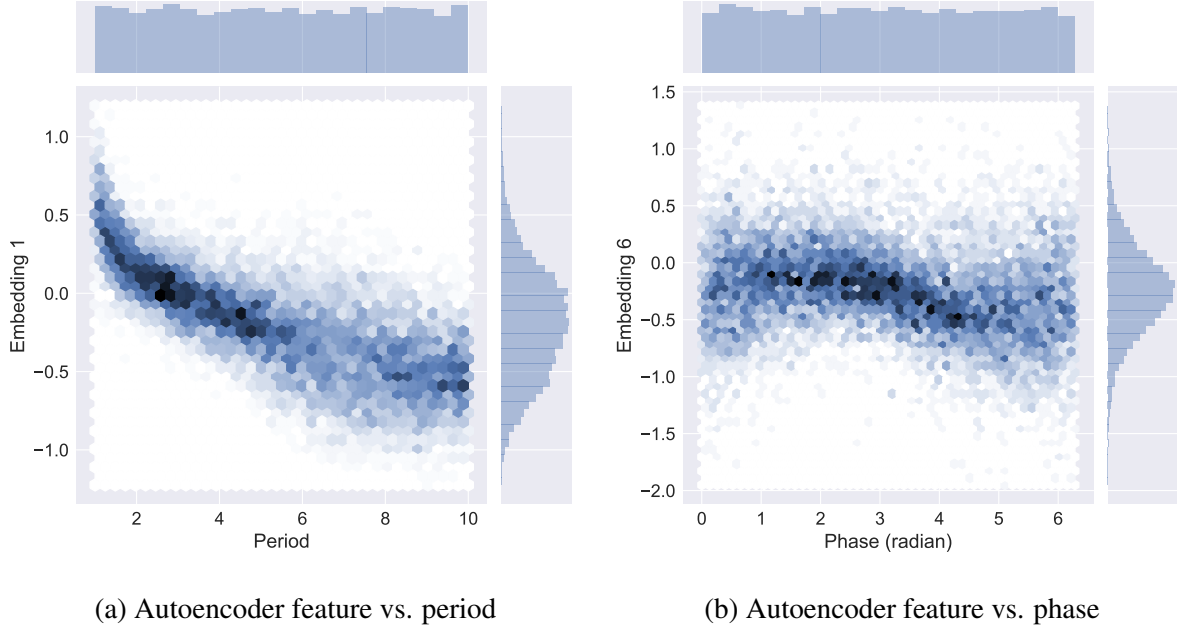 1.0
0.5
0.0
−0.5
−1.0
Embedding 1
2 4 6 8 10
Period
1.5
1.0
0.5
0.0
−0.5
−1.0
−1.5
−2.0
Embedding 6
0 1 2 3 4 5 6
Phase (radian)
(a) Autoencoder feature vs. period
(b) Autoencoder feature vs. phase